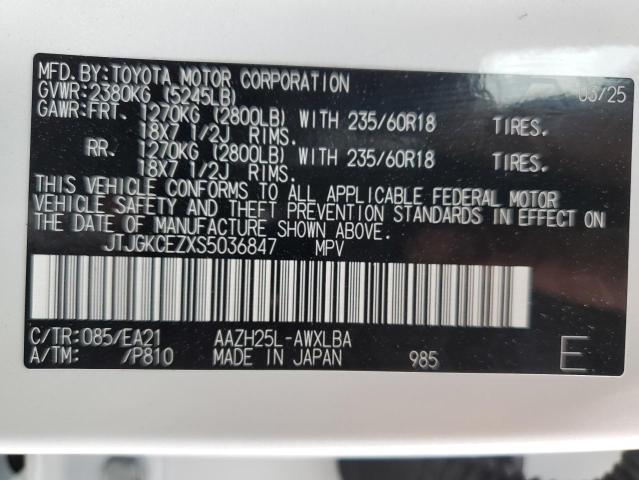 MFD.BY:TOYOTA MOTOR CORPORATION 03/25
GVWR:2380KG (5245LB)
GAWR:FRT. 1270KG (2800LB) WITH 235/60R18 TIRES.
18X7 1/2J RIMS.
RR. 1270KG (2800LB) WITH 235/60R18 TIRES.
18X7 1/2J RIMS.
THIS VEHICLE CONFORMS TO ALL APPLICABLE FEDERAL MOTOR
VEHICLE SAFETY AND THEFT PREVENTION STANDARDS IN EFFECT ON
THE DATE OF MANUFACTURE SHOWN ABOVE.
JTJGKCEZXS5036847 MPV
C/TR:085/EA21 AAZH25L-AWXLBA
A/TM: /P810 MADE IN JAPAN 985 E